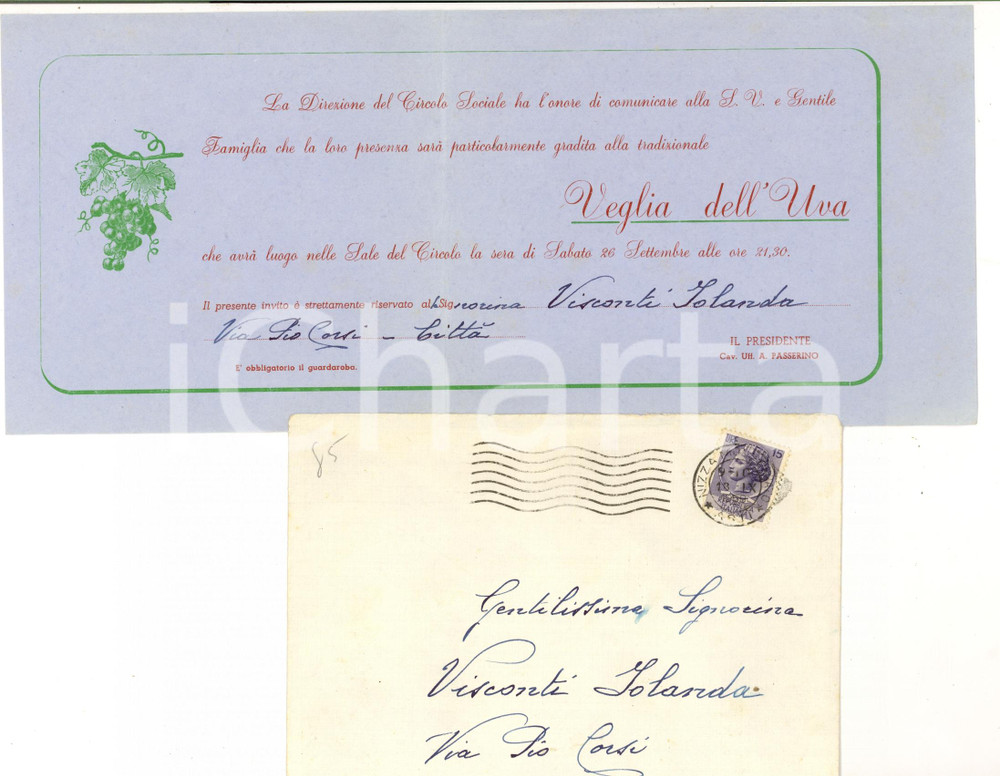 La Direzione del Circolo Sociale ha l'onore di comunicare alla S. V. e Gentile
Famiglia che la loro presenza sarà particolarmente gradita alla tradizionale
Veglia dell'Uva
che avrà luogo nelle Sale del Circolo la sera di Sabato 26 Settembre alle ore 21,30.
Il presente invito è strettamente riservato alla Signorina Visconti Iolanda
Via Pio Corsi - Città
IL PRESIDENTE
Cav. Uff. A. PASSERINO
E' obbligatorio il guardaroba.
iCharta
85
15
NIZZA
Gentilissima Signorina
Visconti Iolanda
Via Pio Corsi